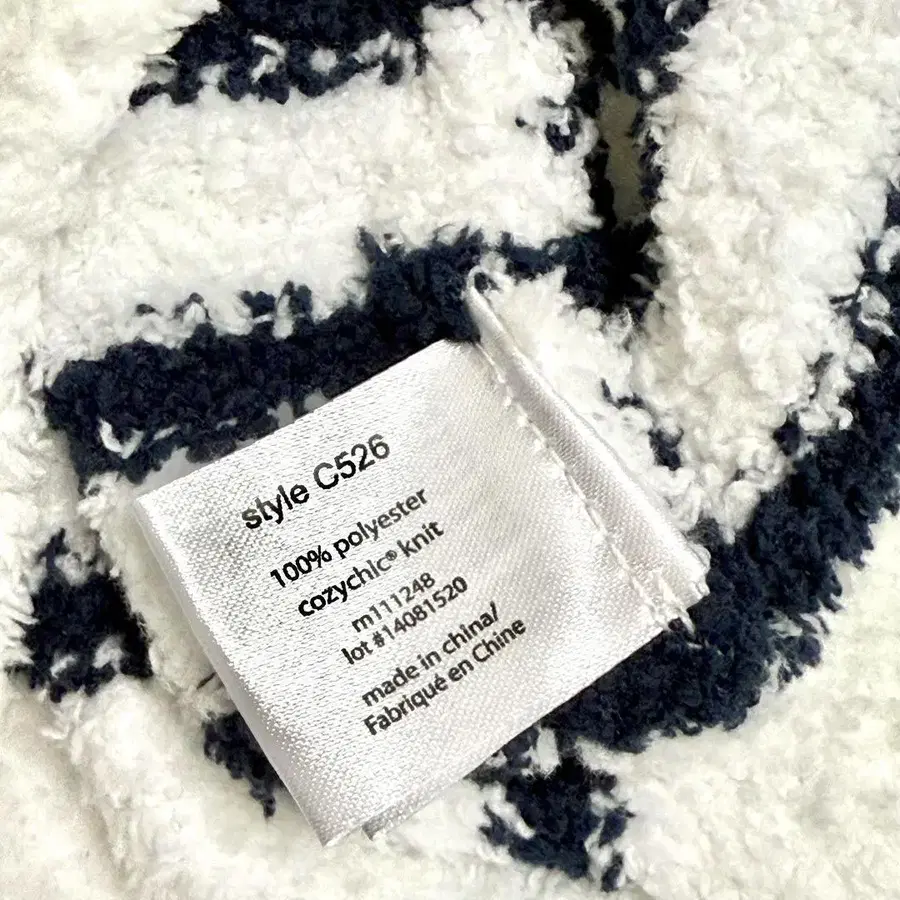 style C526
100% polyester
cozychic® knit
m111248
lot #14081520
made in china/
Fabriqué en Chine